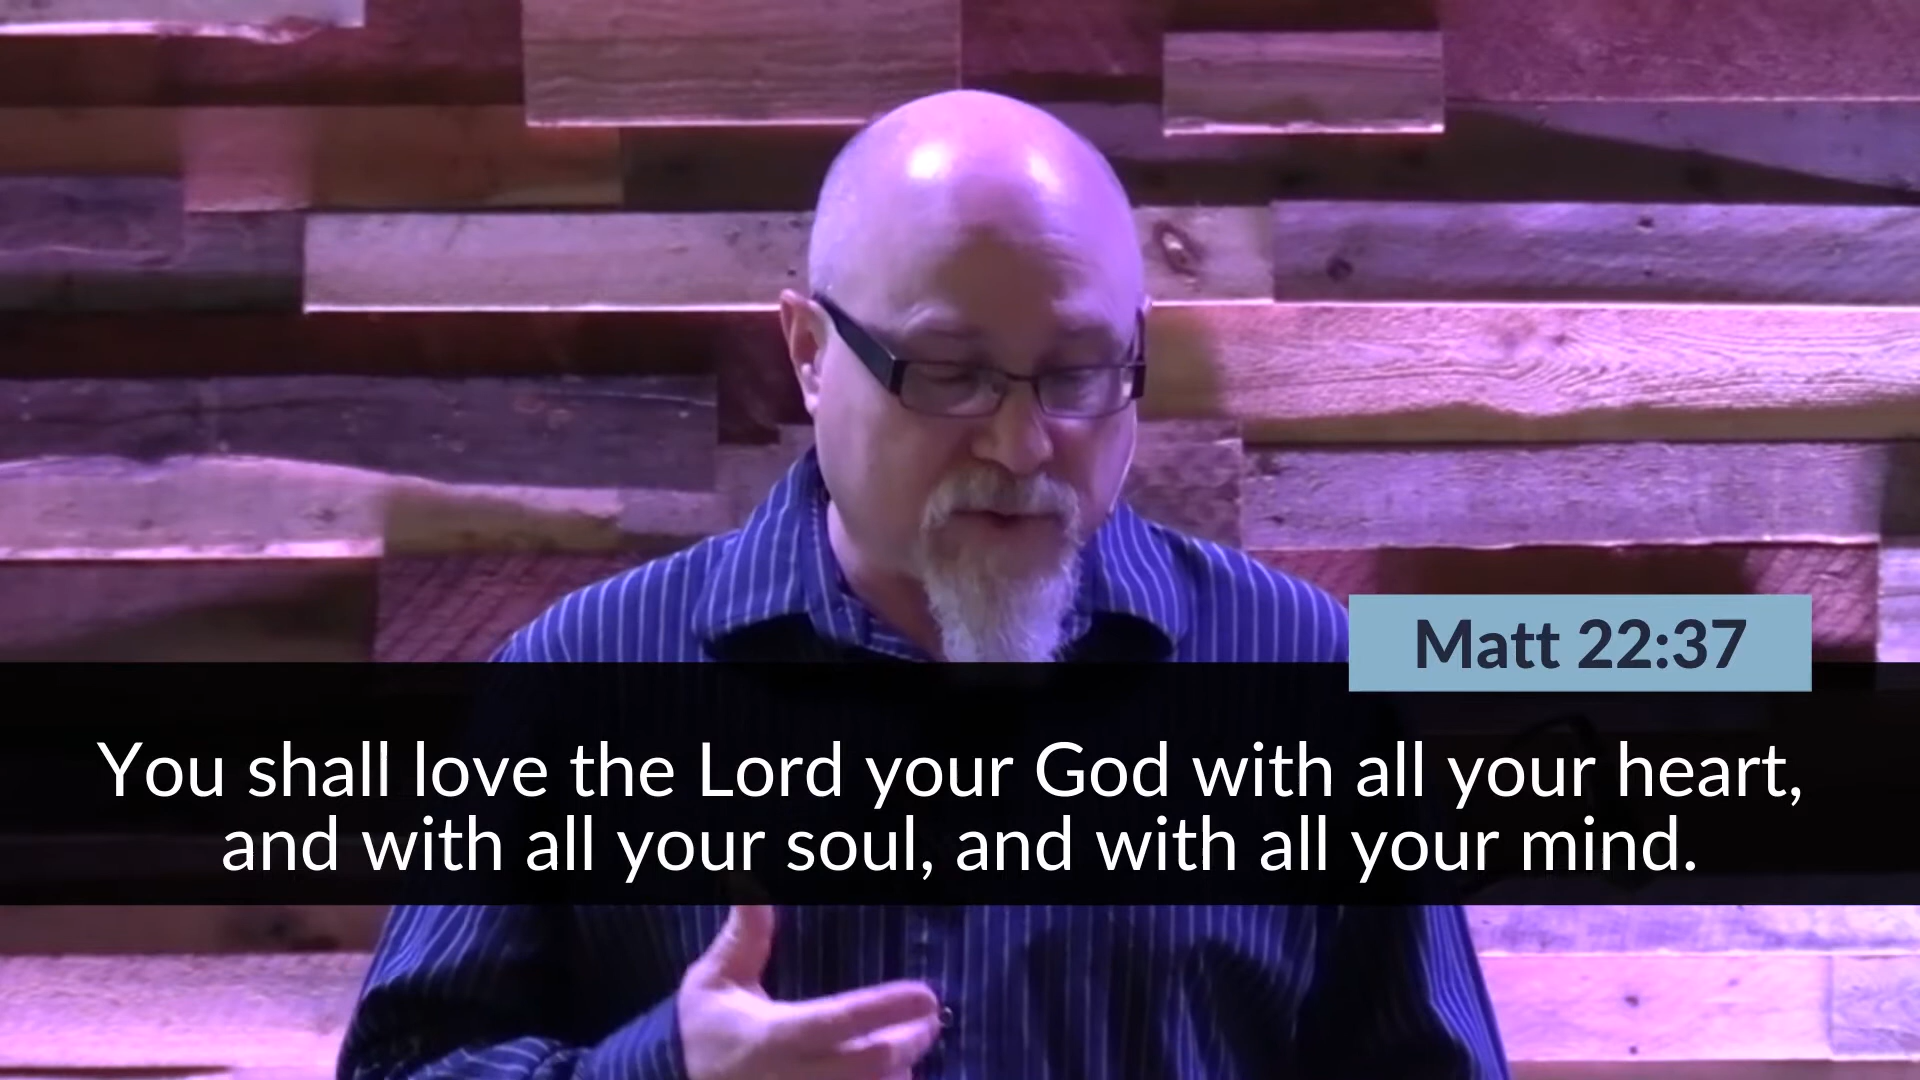 Matt 22:37
You shall love the Lord your God with all your heart,
and with all your soul, and with all your mind.